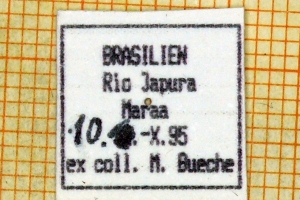 BRASILIEN
Rio Japura
Maraa
10. .-X.95
ex coll. M. Bueche